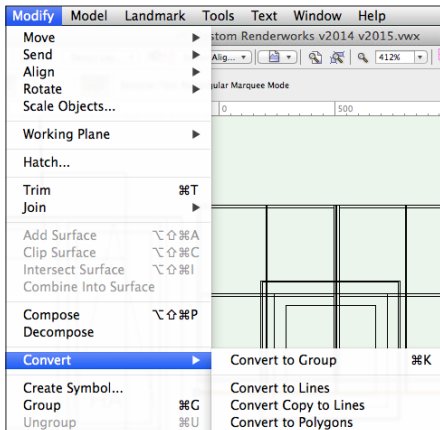 Modify Model Landmark Tools Text Window Help
stom Renderworks v2014 v2015.vwx
Move
Send
Alig... 412%
Align
Rotate
gular Marquee Mode
Scale Objects...
0 500
Working Plane
Hatch...
Trim ⌘T
Join
Add Surface ⌥⇧⌘A
Clip Surface ⌥⇧⌘C
Intersect Surface ⌥⇧⌘I
Combine Into Surface
Compose ⌥⇧⌘P
Decompose
Convert
Convert to Group ⌘K
Create Symbol...
Convert to Lines
Group ⌘G
Convert Copy to Lines
Ungroup ⌘U
Convert to Polygons